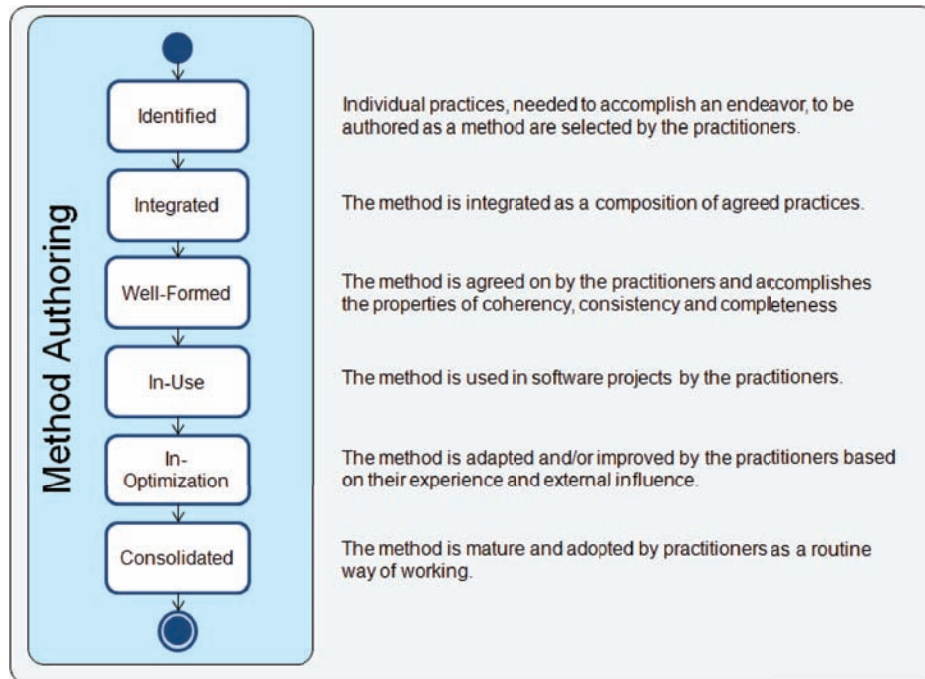 Method Authoring
Identified
Individual practices, needed to accomplish an endeavor, to be
authored as a method are selected by the practitioners.
Integrated
The method is integrated as a composition of agreed practices.
Well-Formed
The method is agreed on by the practitioners and accomplishes
the properties of coherency, consistency and completeness
In-Use
The method is used in software projects by the practitioners.
In-
Optimization
The method is adapted and/or improved by the practitioners based
on their experience and external influence.
Consolidated
The method is mature and adopted by practitioners as a routine
way of working.